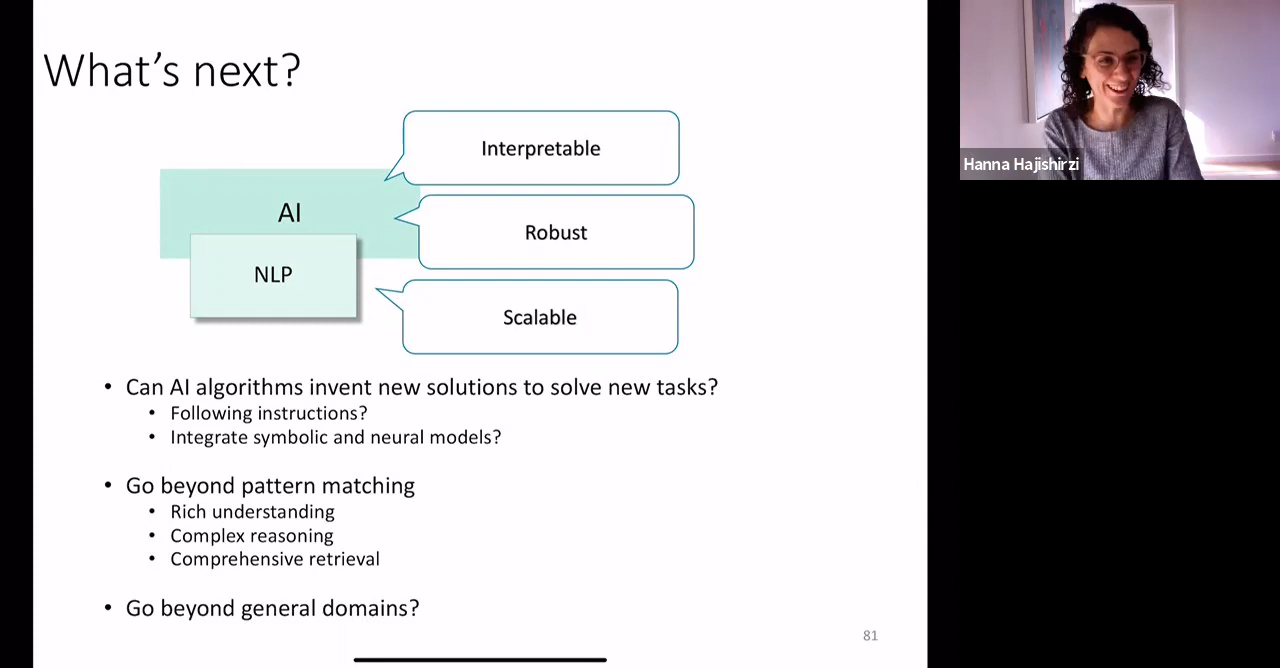 What's next?
Interpretable
AI
Robust
NLP
Scalable
• Can AI algorithms invent new solutions to solve new tasks?
• Following instructions?
• Integrate symbolic and neural models?
• Go beyond pattern matching
• Rich understanding
• Complex reasoning
• Comprehensive retrieval
• Go beyond general domains?
81
Hanna Hajishirzi